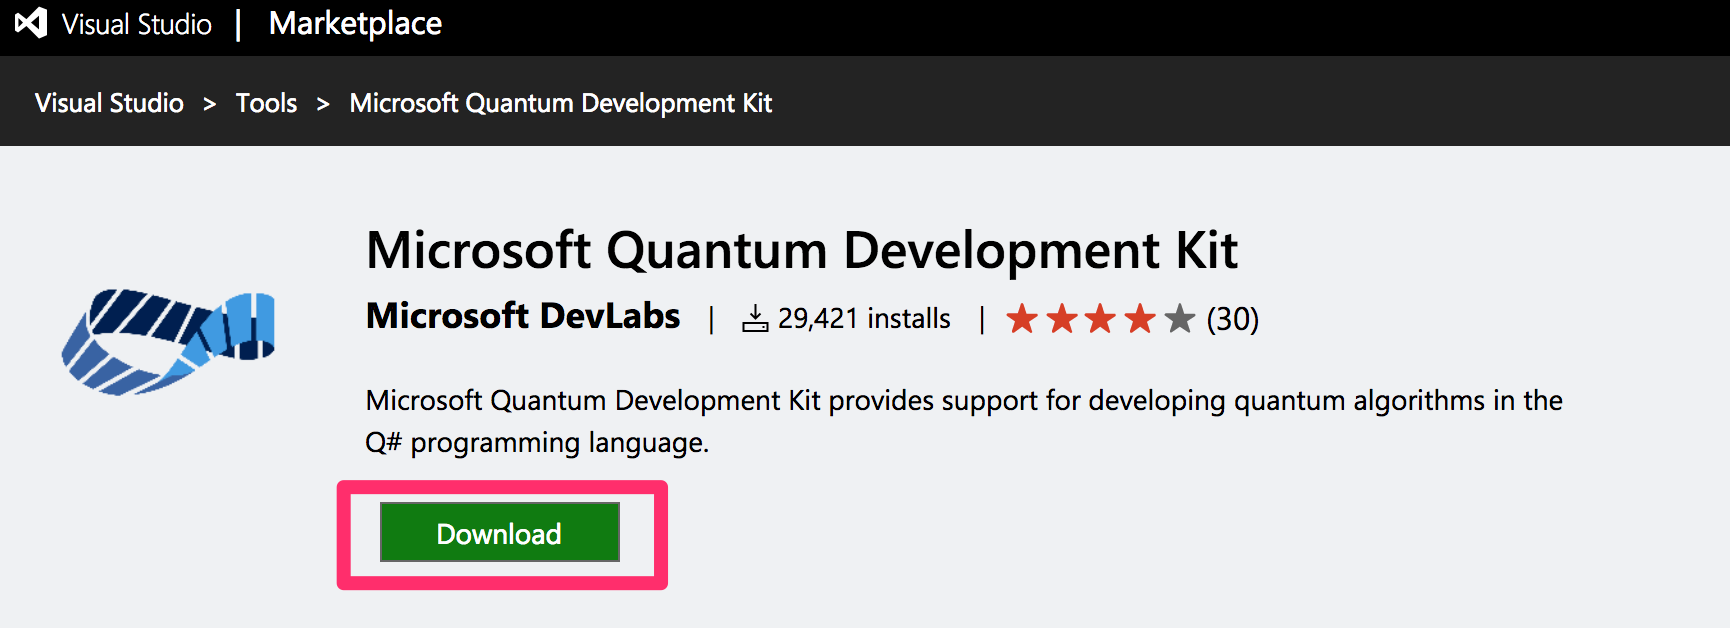 Visual Studio | Marketplace
Visual Studio > Tools > Microsoft Quantum Development Kit
Microsoft Quantum Development Kit
Microsoft DevLabs | 29,421 installs | (30)
Microsoft Quantum Development Kit provides support for developing quantum algorithms in the
Q# programming language.
Download